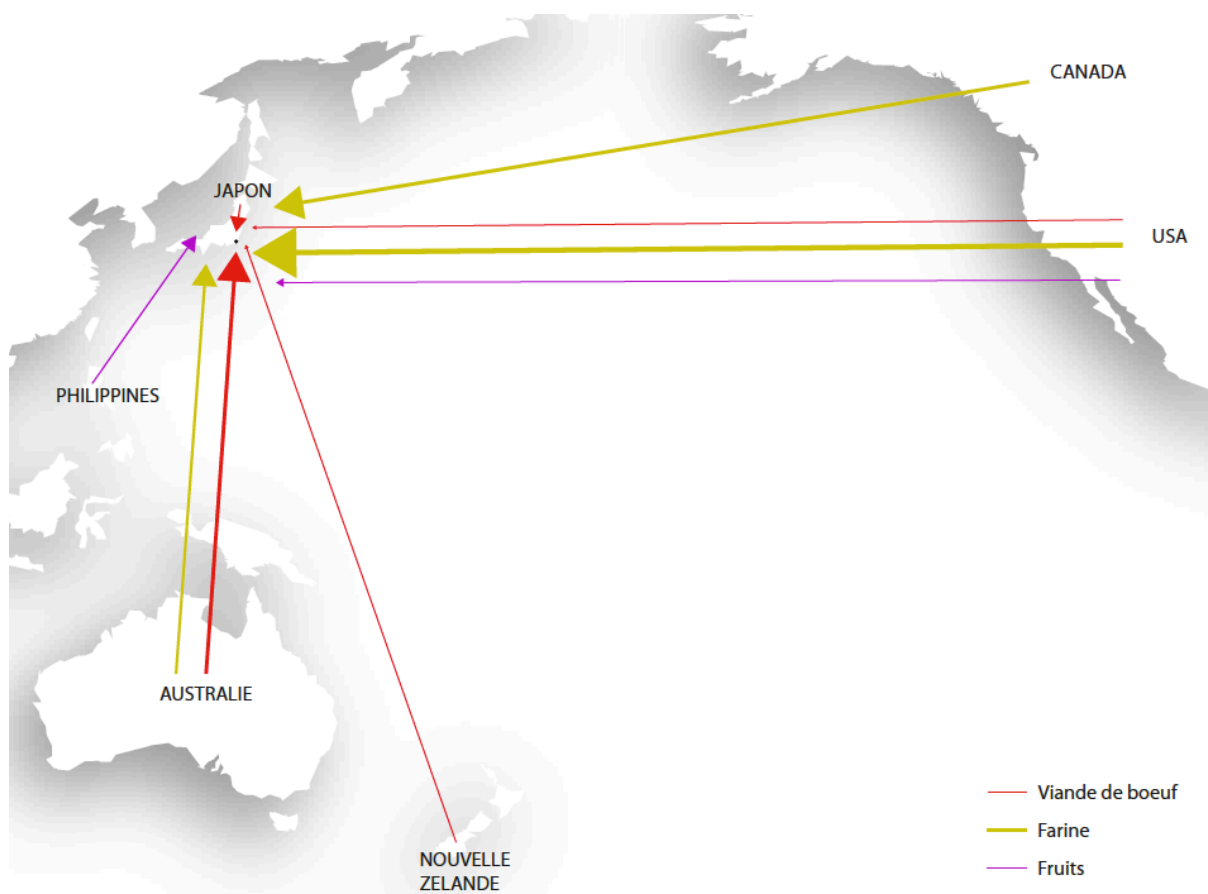 CANADA
JAPON
USA
PHILIPPINES
AUSTRALIE
NOUVELLE
ZELANDE
Viande de boeuf
Farine
Fruits